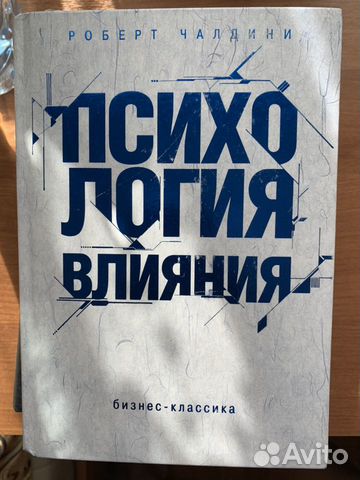 РОБЕРТ ЧАЛДИНИ
ПСИХО
ЛОГИЯ
ВЛИЯНИЯ
бизнес-классика
Avito